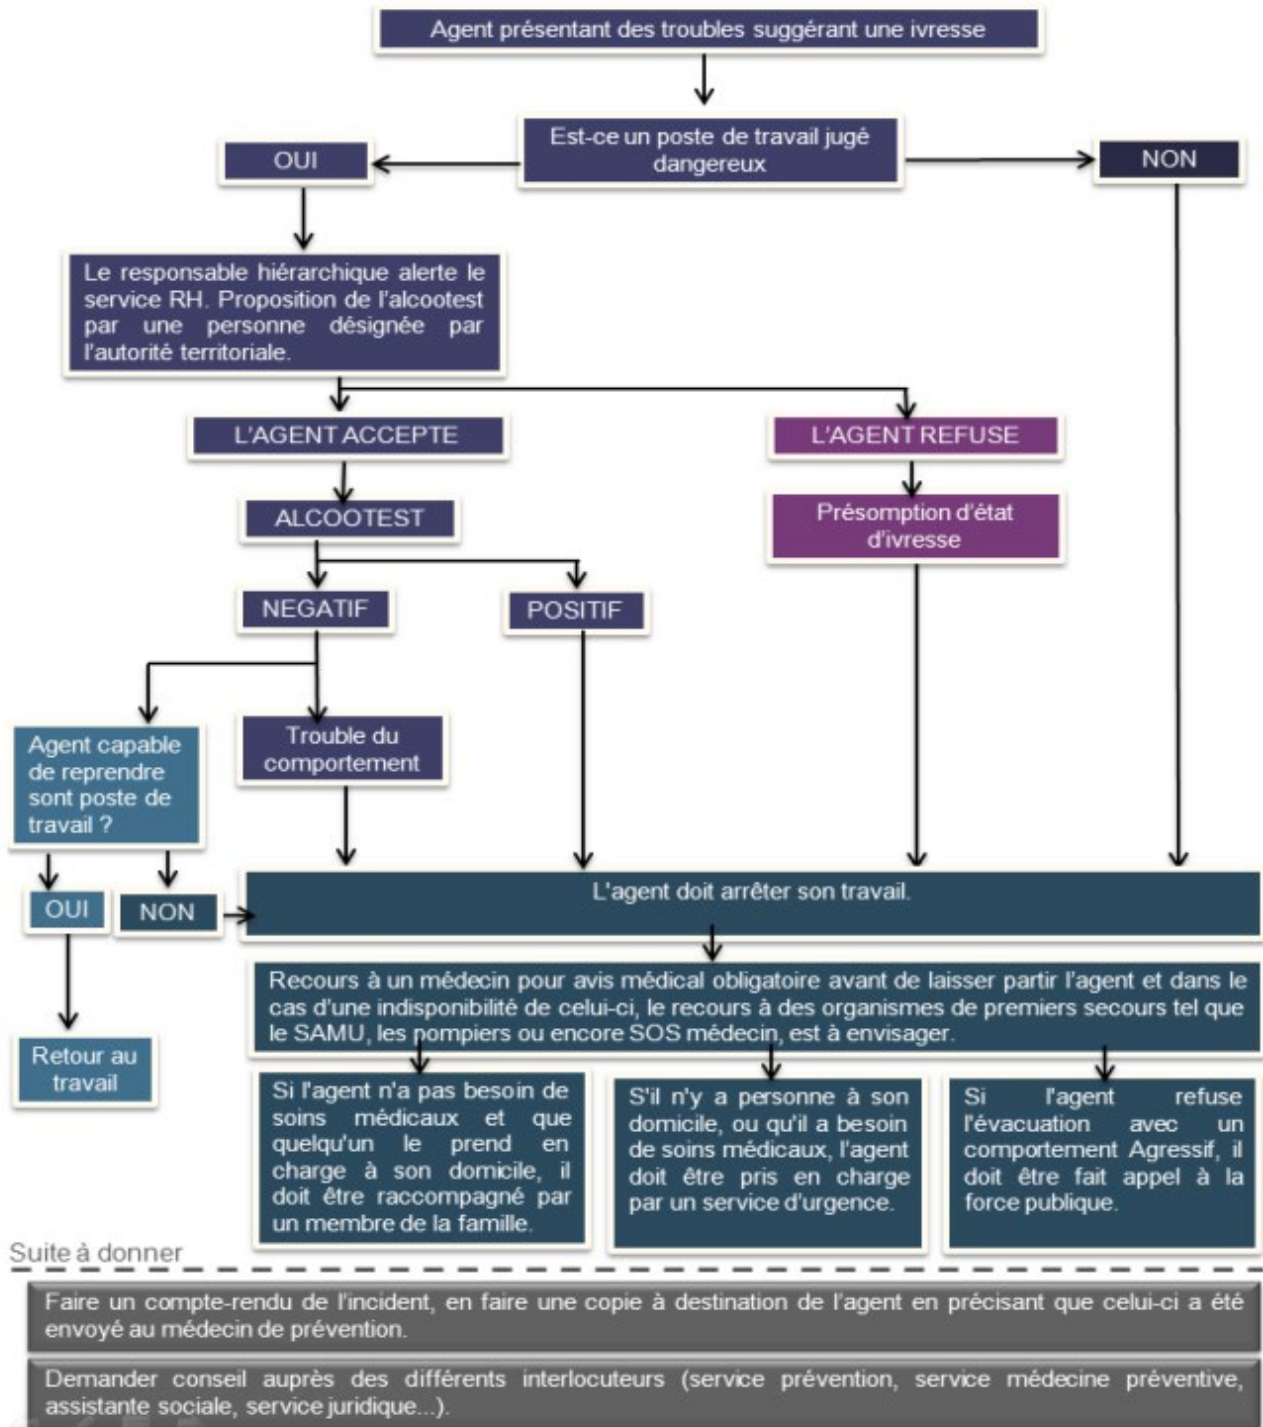 Agent présentant des troubles suggérant une ivresse
Est-ce un poste de travail jugé
dangereux
OUI
NON
Le responsable hiérarchique alerte le
service RH. Proposition de l'alcootest
par une personne désignée par
l'autorité territoriale.
L'AGENT ACCEPTE
L'AGENT REFUSE
ALCOOTEST
Présomption d'état
d'ivresse
NEGATIF
POSITIF
Agent capable
de reprendre
sont poste de
travail ?
Trouble du
comportement
OUI
NON
L'agent doit arrêter son travail.
Retour au
travail
Recours à un médecin pour avis médical obligatoire avant de laisser partir l'agent et dans le
cas d'une indisponibilité de celui-ci, le recours à des organismes de premiers secours tel que
le SAMU, les pompiers ou encore SOS médecin, est à envisager.
Si l'agent n'a pas besoin de
soins médicaux et que
quelqu'un le prend en
charge à son domicile, il
doit être raccompagné par
un membre de la famille.
S'il n'y a personne à son
domicile, ou qu'il a besoin
de soins médicaux, l'agent
doit être pris en charge
par un service d'urgence.
Si l'agent refuse
l'évacuation avec un
comportement Agressif, il
doit être fait appel à la
force publique.
Suite à donner
Faire un compte-rendu de l'incident, en faire une copie à destination de l'agent en précisant que celui-ci a été
envoyé au médecin de prévention.
Demander conseil auprès des différents interlocuteurs (service prévention, service médecine préventive,
assistante sociale, service juridique...).